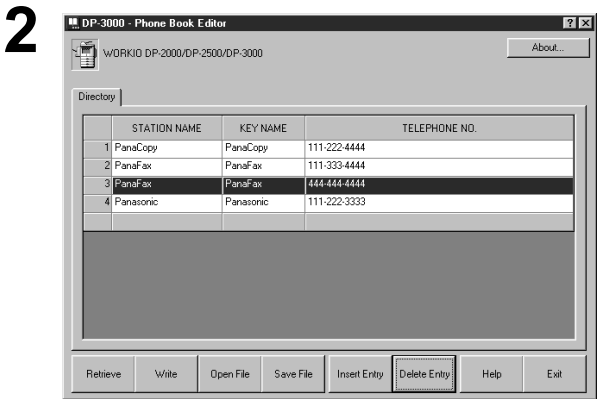 2
DP-3000 - Phone Book Editor
WORKIO DP-2000/DP-2500/DP-3000
About...
Directory
STATION NAME KEY NAME TELEPHONE NO.
1 PanaCopy PanaCopy 111-222-4444
2 PanaFax PanaFax 111-333-4444
3 PanaFax PanaFax 444-444-4444
4 Panasonic Panasonic 111-222-3333
Retrieve Write Open File Save File Insert Entry Delete Entry Help Exit